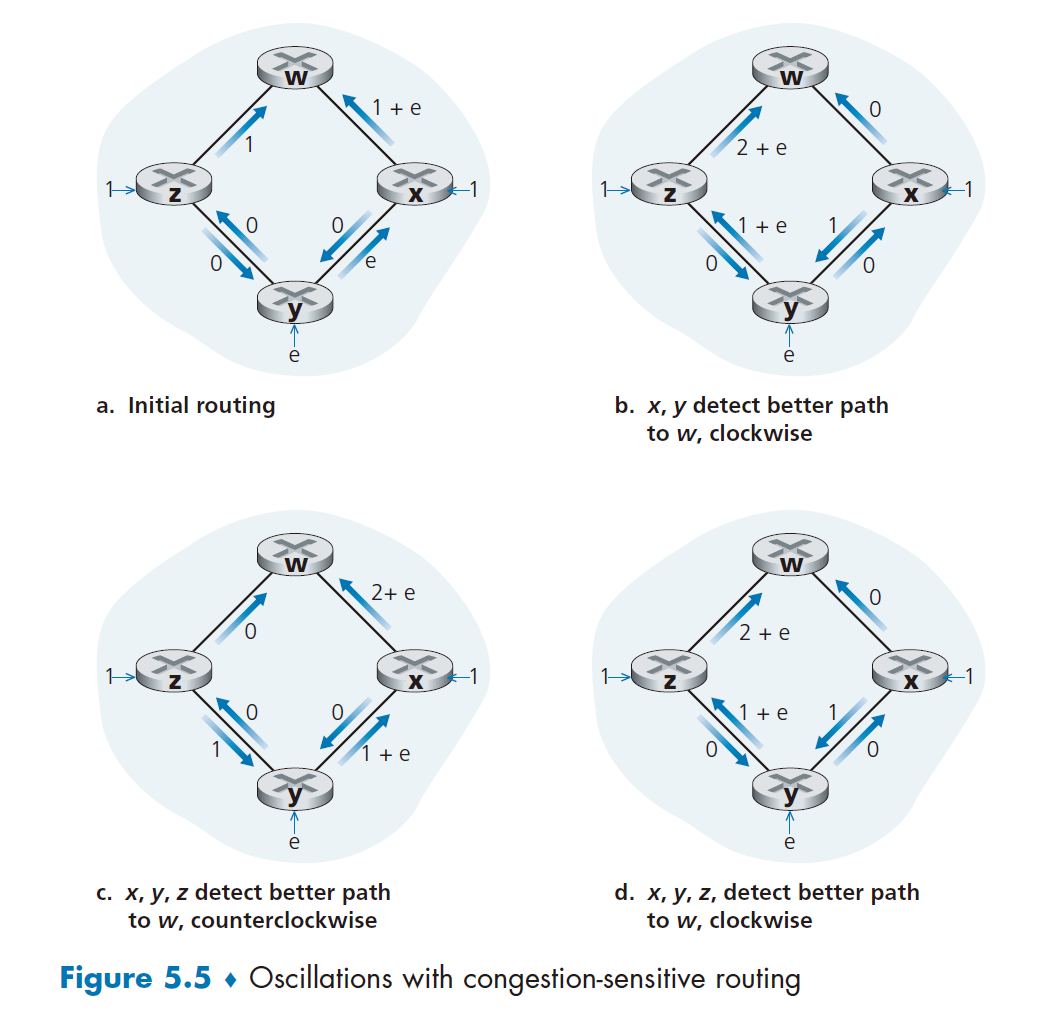 w
1 + e
1
1
z
x
1
0
0
0
e
y
e
a. Initial routing
w
0
2 + e
1
z
x
1
1 + e
1
0
0
y
e
b. x, y detect better path
to w, clockwise
w
2+ e
0
1
z
x
1
0
0
1
1 + e
y
e
c. x, y, z detect better path
to w, counterclockwise
w
0
2 + e
1
z
x
1
1 + e
1
0
0
y
e
d. x, y, z, detect better path
to w, clockwise
Figure 5.5 ♦ Oscillations with congestion-sensitive routing